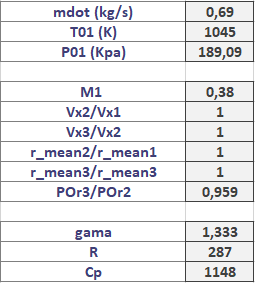 mdot (kg/s) 0,69
T01 (K) 1045
P01 (Kpa) 189,09
M1 0,38
Vx2/Vx1 1
Vx3/Vx2 1
r_mean2/r_mean1 1
r_mean3/r_mean3 1
POr3/POr2 0,959
gama 1,333
R 287
Cp 1148